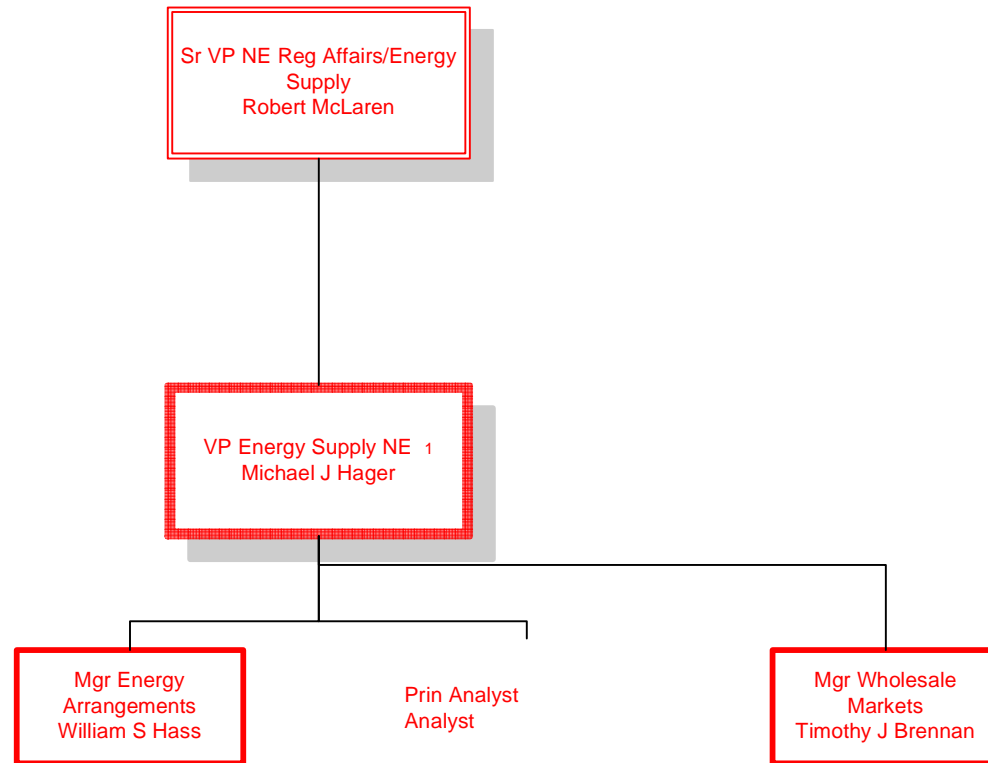 Sr VP NE Reg Affairs/Energy
Supply
Robert McLaren
VP Energy Supply NE 1
Michael J Hager
Mgr Energy
Arrangements
William S Hass
Prin Analyst
Analyst
Mgr Wholesale
Markets
Timothy J Brennan